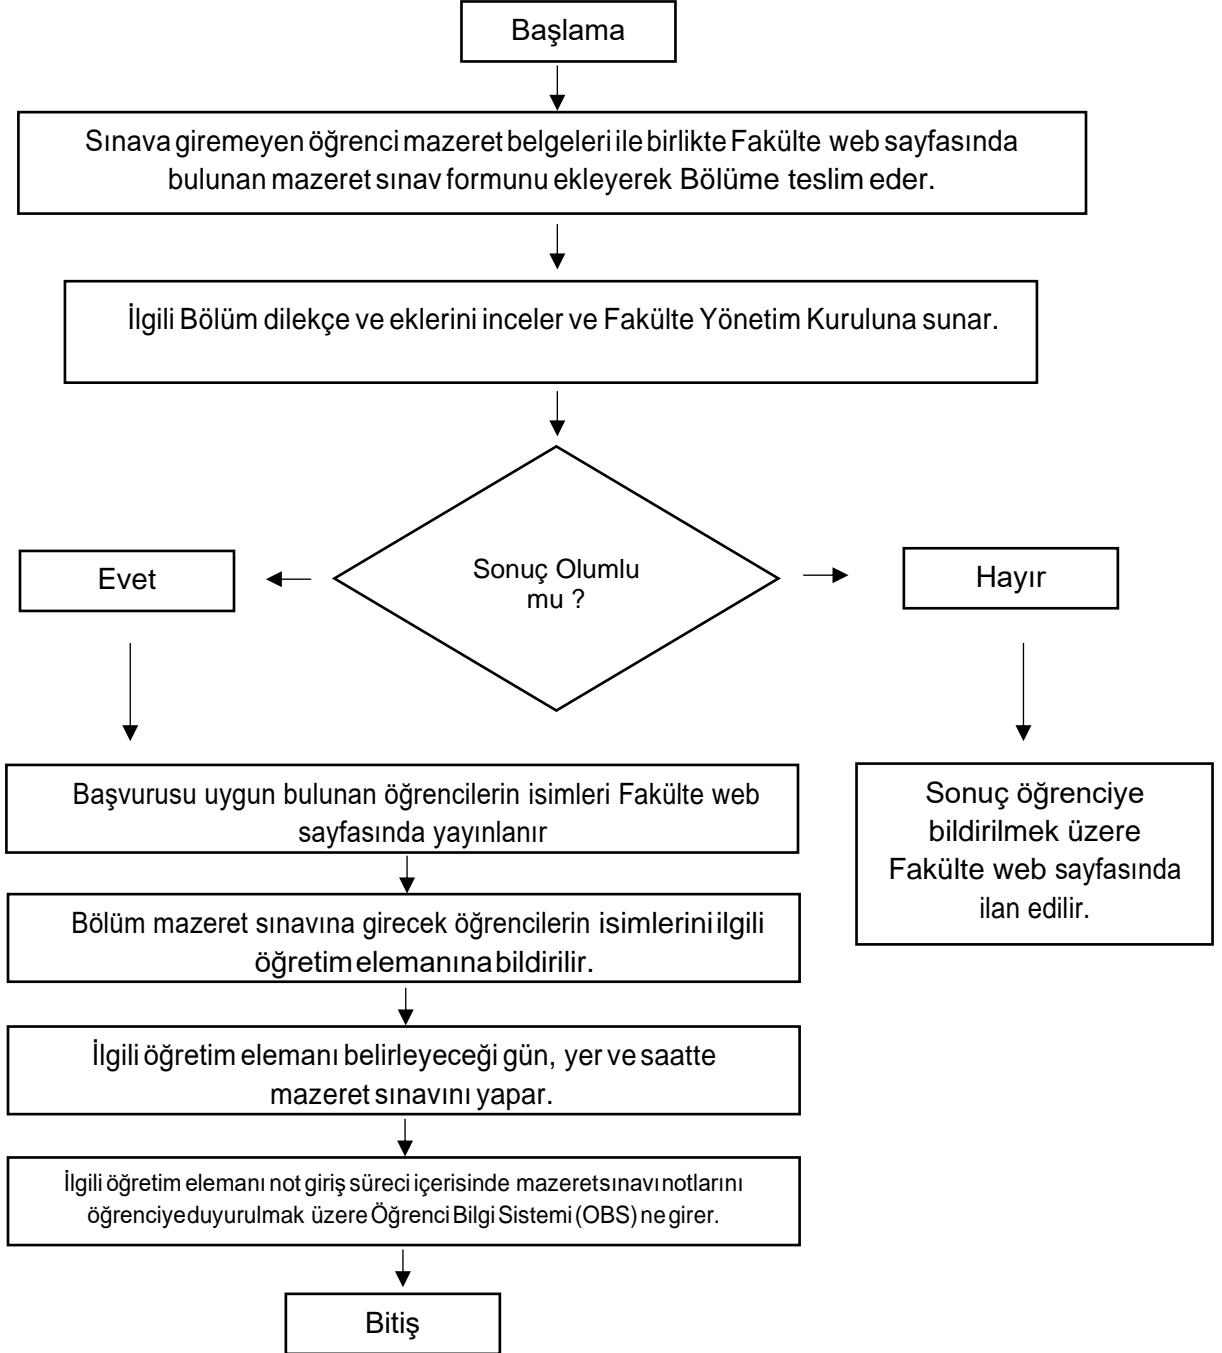 Başlama
Sınava giremeyen öğrenci mazeret belgeleri ile birlikte Fakülte web sayfasında
bulunan mazeret sınav formunu ekleyerek Bölüme teslim eder.
İlgili Bölüm dilekçe ve eklerini inceler ve Fakülte Yönetim Kuruluna sunar.
Sonuç Olumlu
mu ?
Evet
Hayır
Başvurusu uygun bulunan öğrencilerin isimleri Fakülte web
sayfasında yayınlanır
Sonuç öğrenciye
bildirilmek üzere
Fakülte web sayfasında
ilan edilir.
Bölüm mazeret sınavına girecek öğrencilerin isimlerini ilgili
öğretim elemanına bildirilir.
İlgili öğretim elemanı belirleyeceği gün, yer ve saatte
mazeret sınavını yapar.
İlgili öğretim elemanı not giriş süreci içerisinde mazeret sınavı notlarını
öğrenciye duyurulmak üzere Öğrenci Bilgi Sistemi (OBS) ne girer.
Bitiş